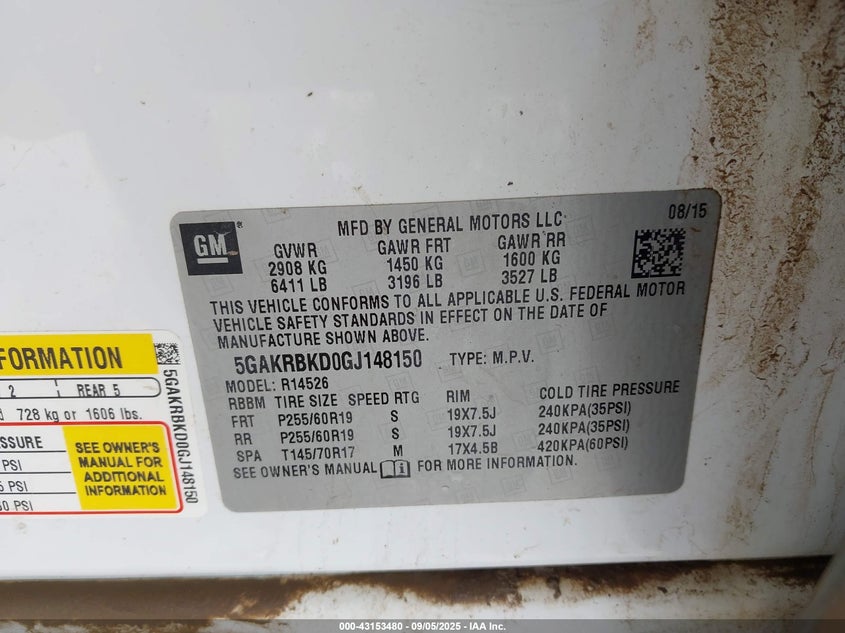 08/15
MFD BY GENERAL MOTORS LLC
GM®
GVWR GAWR FRT GAWR RR
2908 KG 1450 KG 1600 KG
6411 LB 3196 LB 3527 LB
THIS VEHICLE CONFORMS TO ALL APPLICABLE U.S. FEDERAL MOTOR
VEHICLE SAFETY STANDARDS IN EFFECT ON THE DATE OF
MANUFACTURE SHOWN ABOVE.
5GAKRBKD0GJ148150 TYPE: M.P.V.
MODEL: R14526
RBBM TIRE SIZE SPEED RTG RIM COLD TIRE PRESSURE
FRT P255/60R19 S 19X7.5J 240KPA(35PSI)
RR P255/60R19 S 19X7.5J 240KPA(35PSI)
SPA T145/70R17 M 17X4.5B 420KPA(60PSI)
SEE OWNER'S MANUAL FOR MORE INFORMATION.
FORMATION
2 REAR 5
728 kg or 1606 lbs.
SSURE
PSI
5 PSI
60 PSI
SEE OWNER'S
MANUAL FOR
ADDITIONAL
INFORMATION
5GAKRBKD0GJ148150
000-43153480 - 09/05/2025 - IAA Inc.